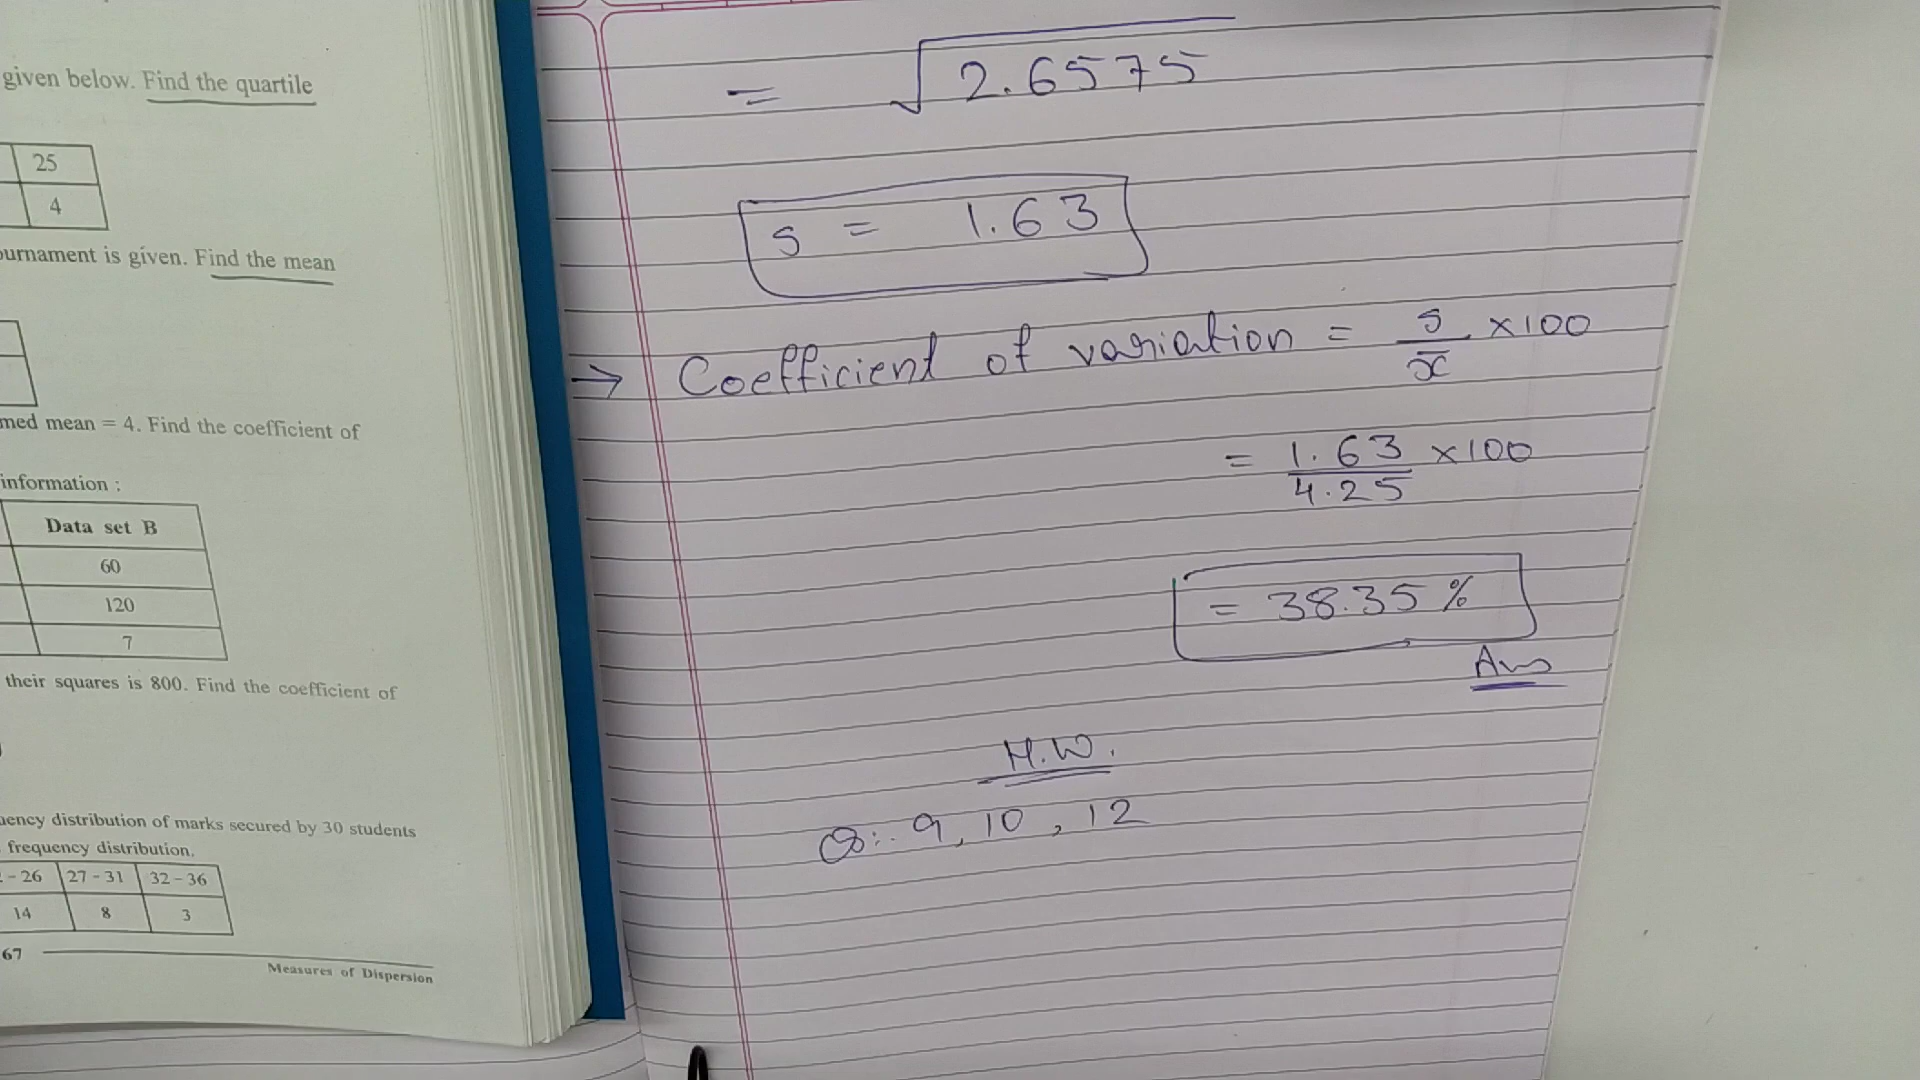 given below. Find the quartile
25
4
ournament is given. Find the mean
med mean = 4. Find the coefficient of
information :
Data set B
60
120
7
their squares is 800. Find the coefficient of
uency distribution of marks secured by 30 students
frequency distribution.
- 26 27 - 31 32 - 36
14 8 3
67
Measures of Dispersion
= √2.6575
s = 1.63
→ Coefficient of variation = s/x̄ ×100
= 1.63/4.25 ×100
= 38.35 %
Ans
H.W.
Q:- 9, 10, 12